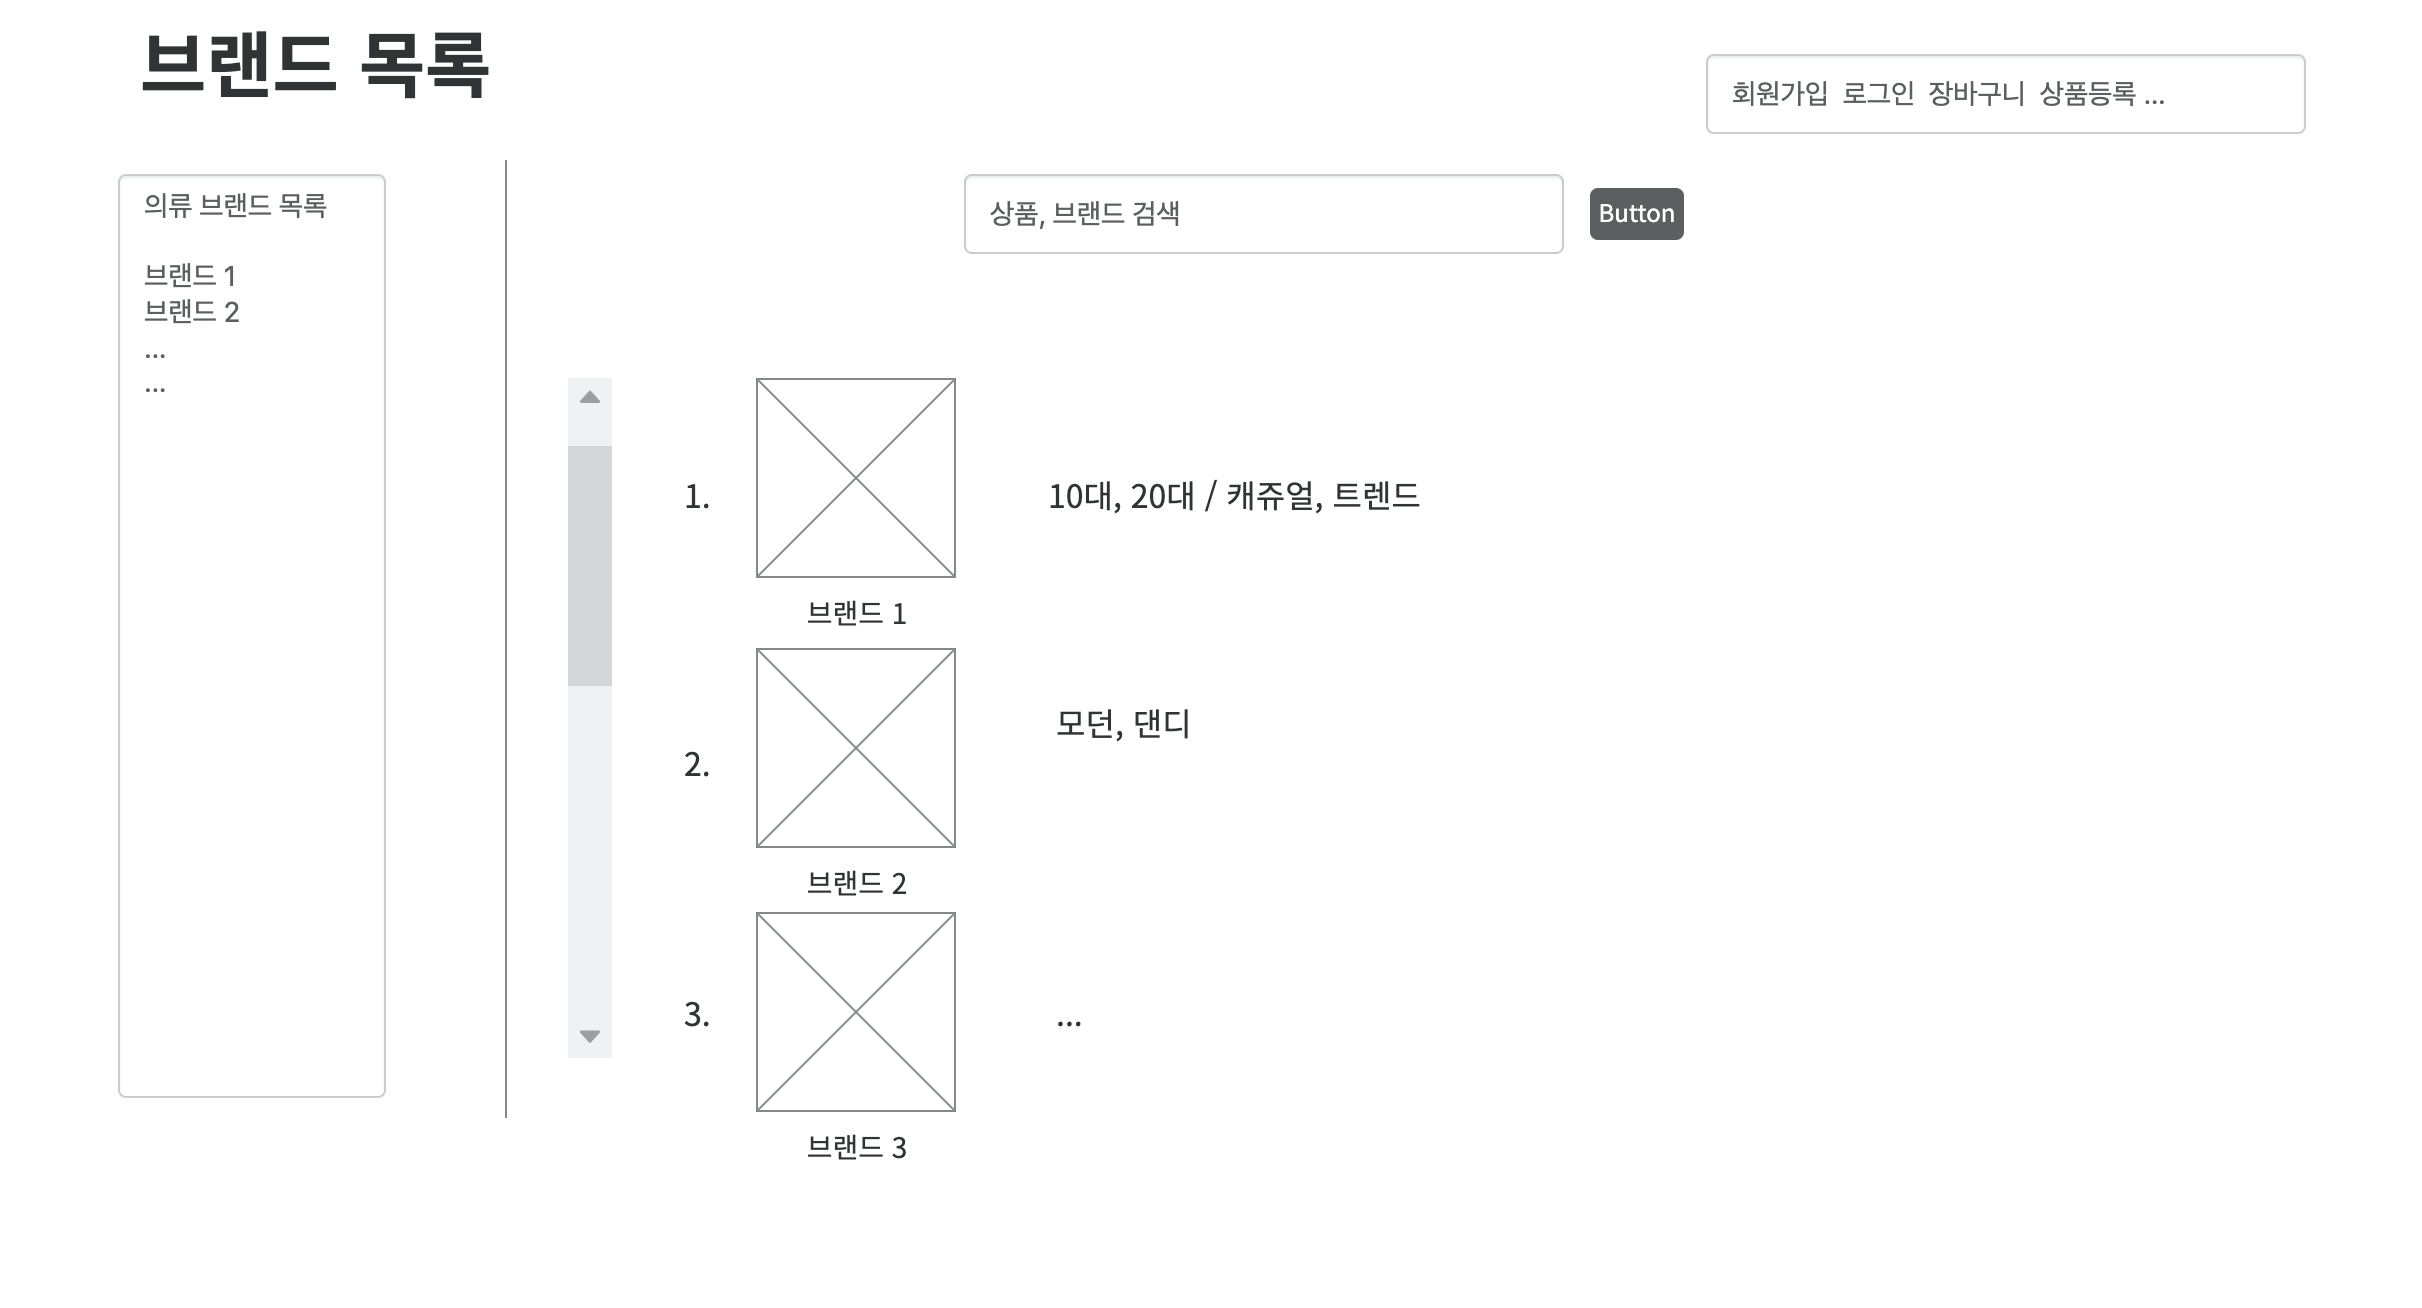 브랜드 목록
회원가입 로그인 장바구니 상품등록 ...
의류 브랜드 목록
브랜드 1
브랜드 2
...
...
상품, 브랜드 검색
Button
1.
10대, 20대 / 캐쥬얼, 트렌드
브랜드 1
2.
모던, 댄디
브랜드 2
3.
...
브랜드 3